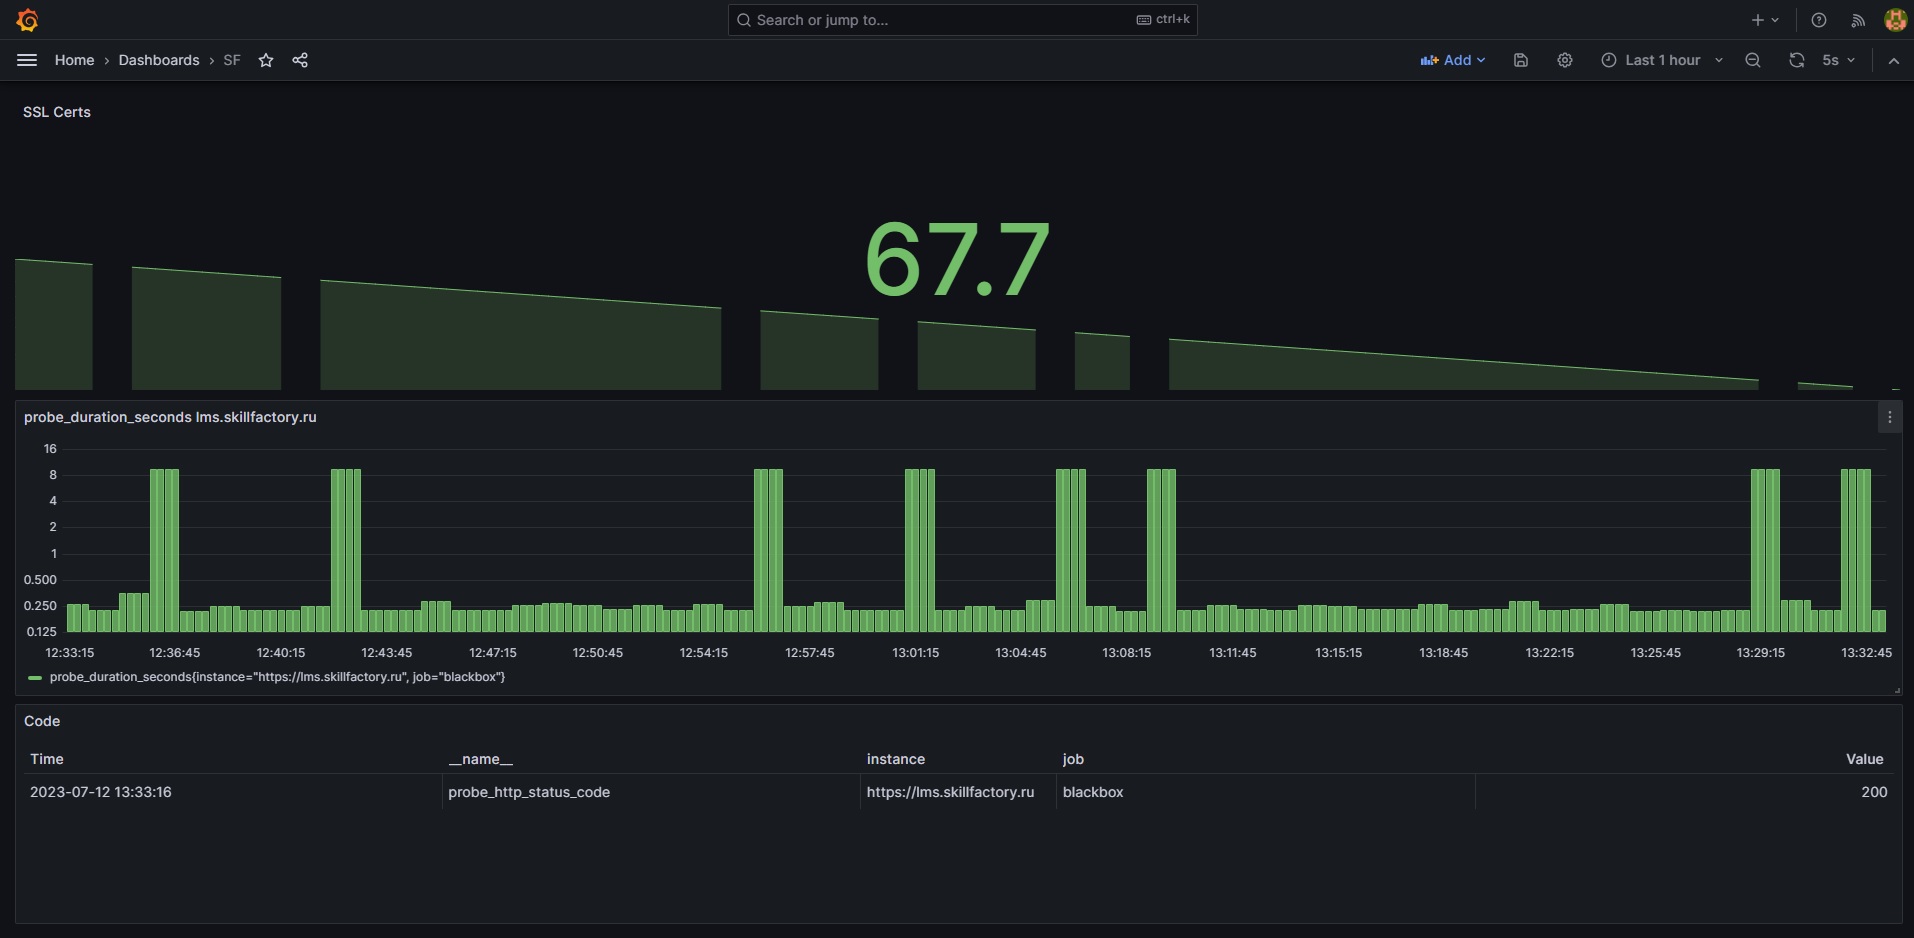 Search or jump to... ctrl+k
Home › Dashboards › SF Add Last 1 hour 5s
SSL Certs
67.7
probe_duration_seconds lms.skillfactory.ru
16
8
4
2
1
0.500
0.250
0.125
12:33:15 12:36:45 12:40:15 12:43:45 12:47:15 12:50:45 12:54:15 12:57:45 13:01:15 13:04:45 13:08:15 13:11:45 13:15:15 13:18:45 13:22:15 13:25:45 13:29:15 13:32:45
probe_duration_seconds{instance="https://lms.skillfactory.ru", job="blackbox"}
Code
Time __name__ instance job Value
2023-07-12 13:33:16 probe_http_status_code https://lms.skillfactory.ru blackbox 200